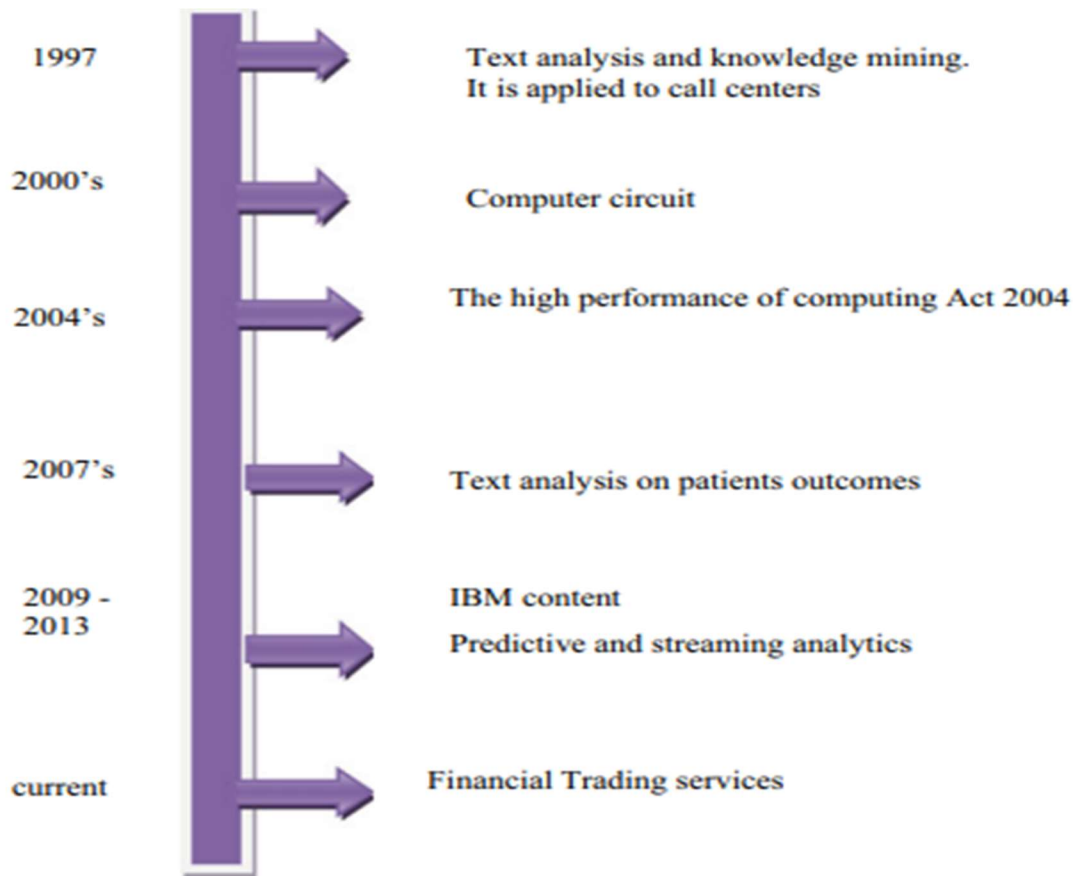 1997
Text analysis and knowledge mining.
It is applied to call centers
2000's
Computer circuit
2004's
The high performance of computing Act 2004
2007's
Text analysis on patients outcomes
2009 -
2013
IBM content
Predictive and streaming analytics
current
Financial Trading services